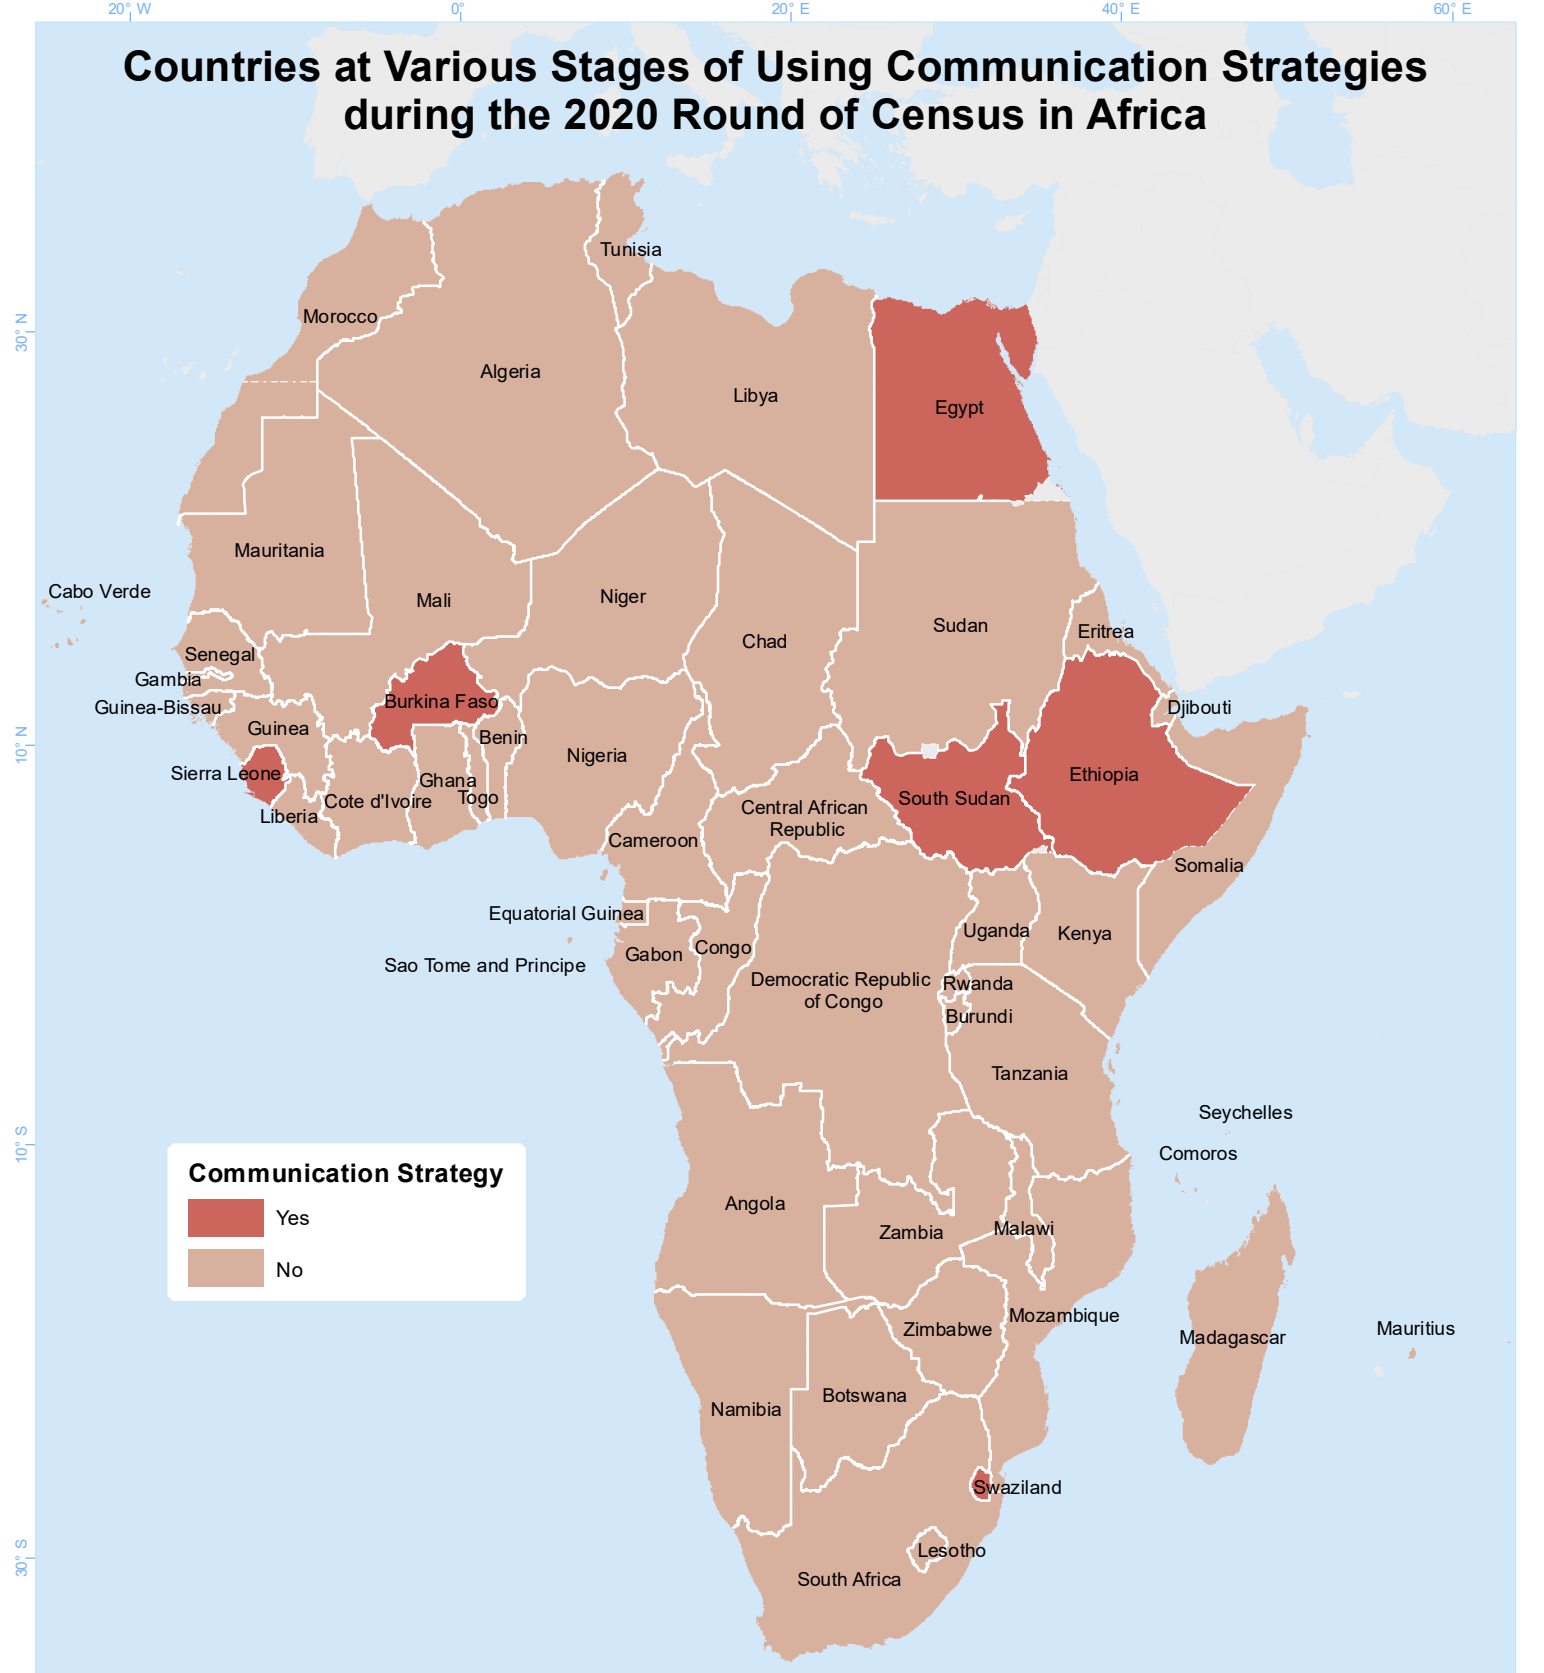 20° W
0°
20° E
40° E
60° E
Countries at Various Stages of Using Communication Strategies
during the 2020 Round of Census in Africa
30° N
10° N
10° S
30° S
Tunisia
Morocco
Algeria
Libya
Egypt
Mauritania
Cabo Verde
Mali
Niger
Chad
Sudan
Eritrea
Senegal
Gambia
Guinea-Bissau
Burkina Faso
Djibouti
Guinea
Benin
Nigeria
Sierra Leone
Ghana
Togo
Cote d'Ivoire
Liberia
Ethiopia
South Sudan
Central African
Republic
Cameroon
Somalia
Equatorial Guinea
Uganda
Kenya
Gabon
Congo
Sao Tome and Principe
Democratic Republic
of Congo
Rwanda
Burundi
Tanzania
Seychelles
Comoros
Communication Strategy
Yes
No
Angola
Zambia
Malawi
Mozambique
Zimbabwe
Madagascar
Mauritius
Botswana
Namibia
Swaziland
Lesotho
South Africa